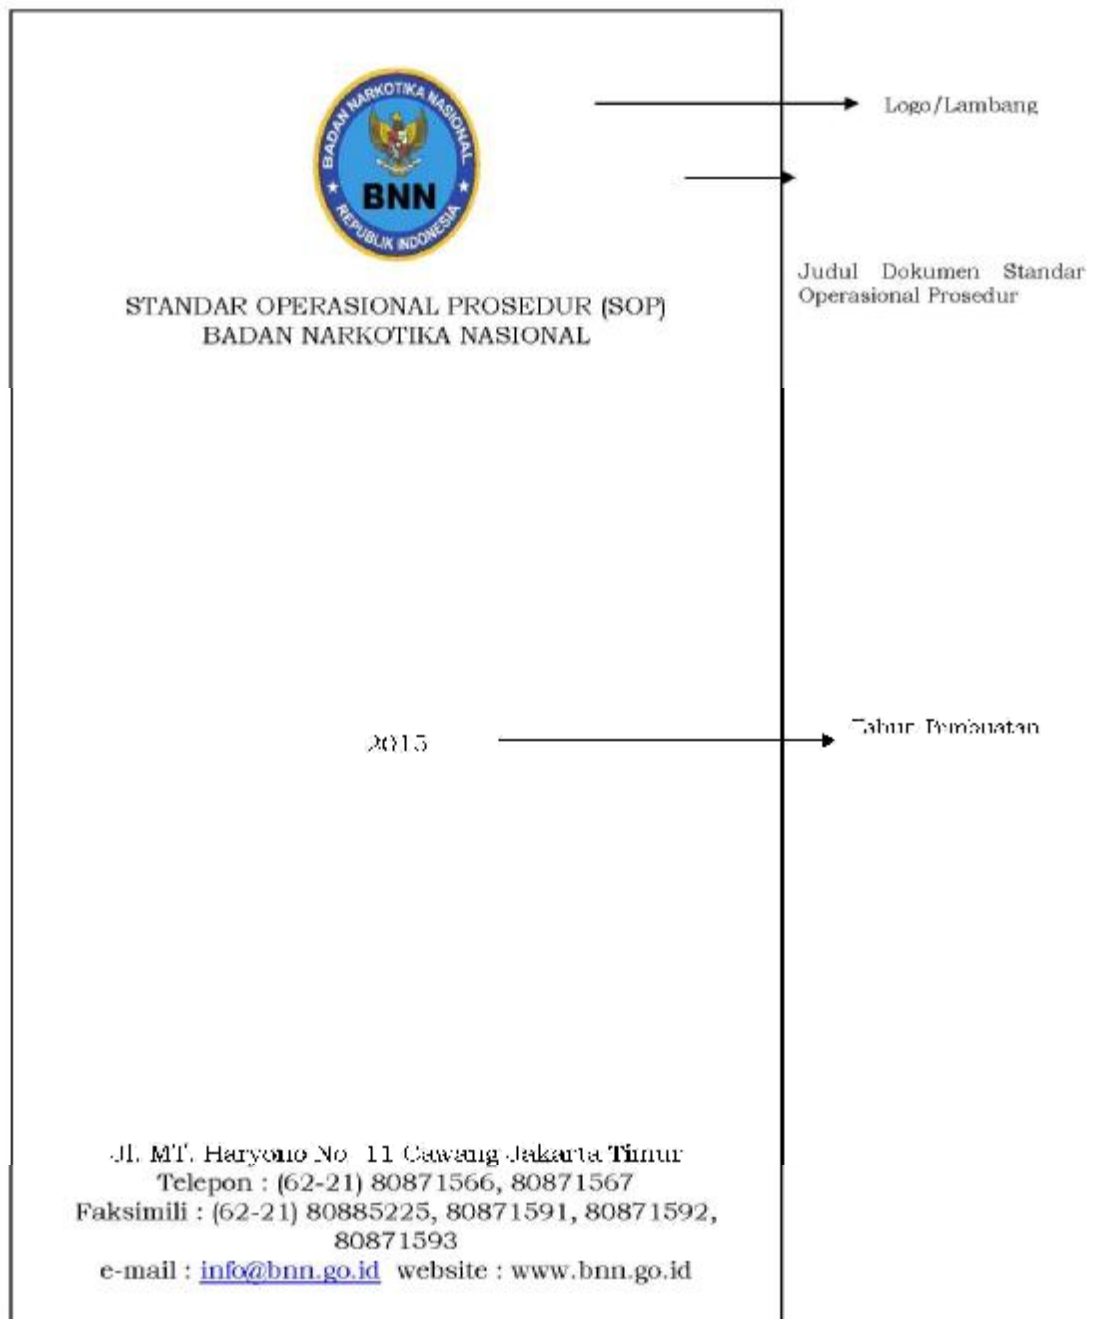 BADAN NARKOTIKA NASIONAL
BNN
REPUBLIK INDONESIA
Logo/Lambang
Judul Dokumen Standar
Operasional Prosedur
STANDAR OPERASIONAL PROSEDUR (SOP)
BADAN NARKOTIKA NASIONAL
2015
Tahun Pembuatan
Jl. MT. Haryono No. 11 Cawang Jakarta Timur
Telepon : (62-21) 80871566, 80871567
Faksimili : (62-21) 80885225, 80871591, 80871592,
80871593
e-mail : info@bnn.go.id website : www.bnn.go.id